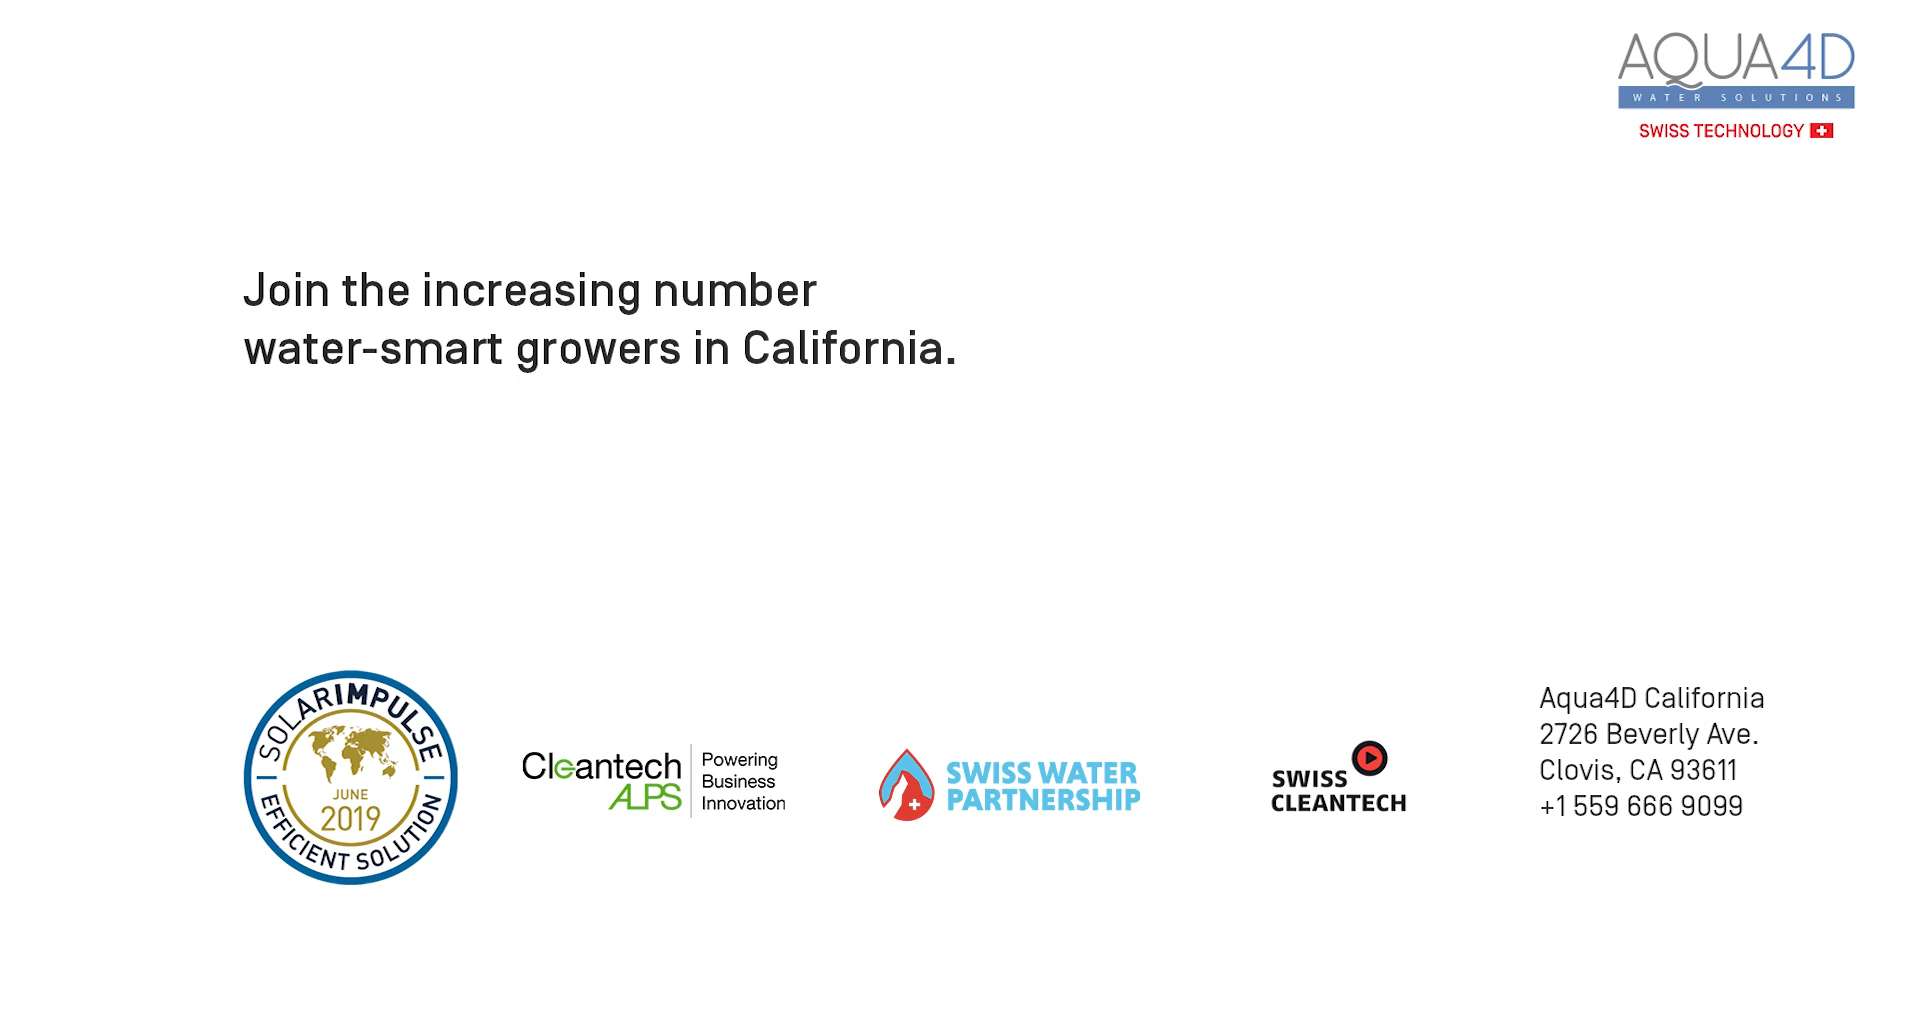 AQUA4D
WATER SOLUTIONS
SWISS TECHNOLOGY
Join the increasing number
water-smart growers in California.
SOLARIMPULSE
JUNE
2019
EFFICIENT SOLUTION
Cleantech
ALPS
Powering
Business
Innovation
SWISS WATER
PARTNERSHIP
SWISS
CLEANTECH
Aqua4D California
2726 Beverly Ave.
Clovis, CA 93611
+1 559 666 9099